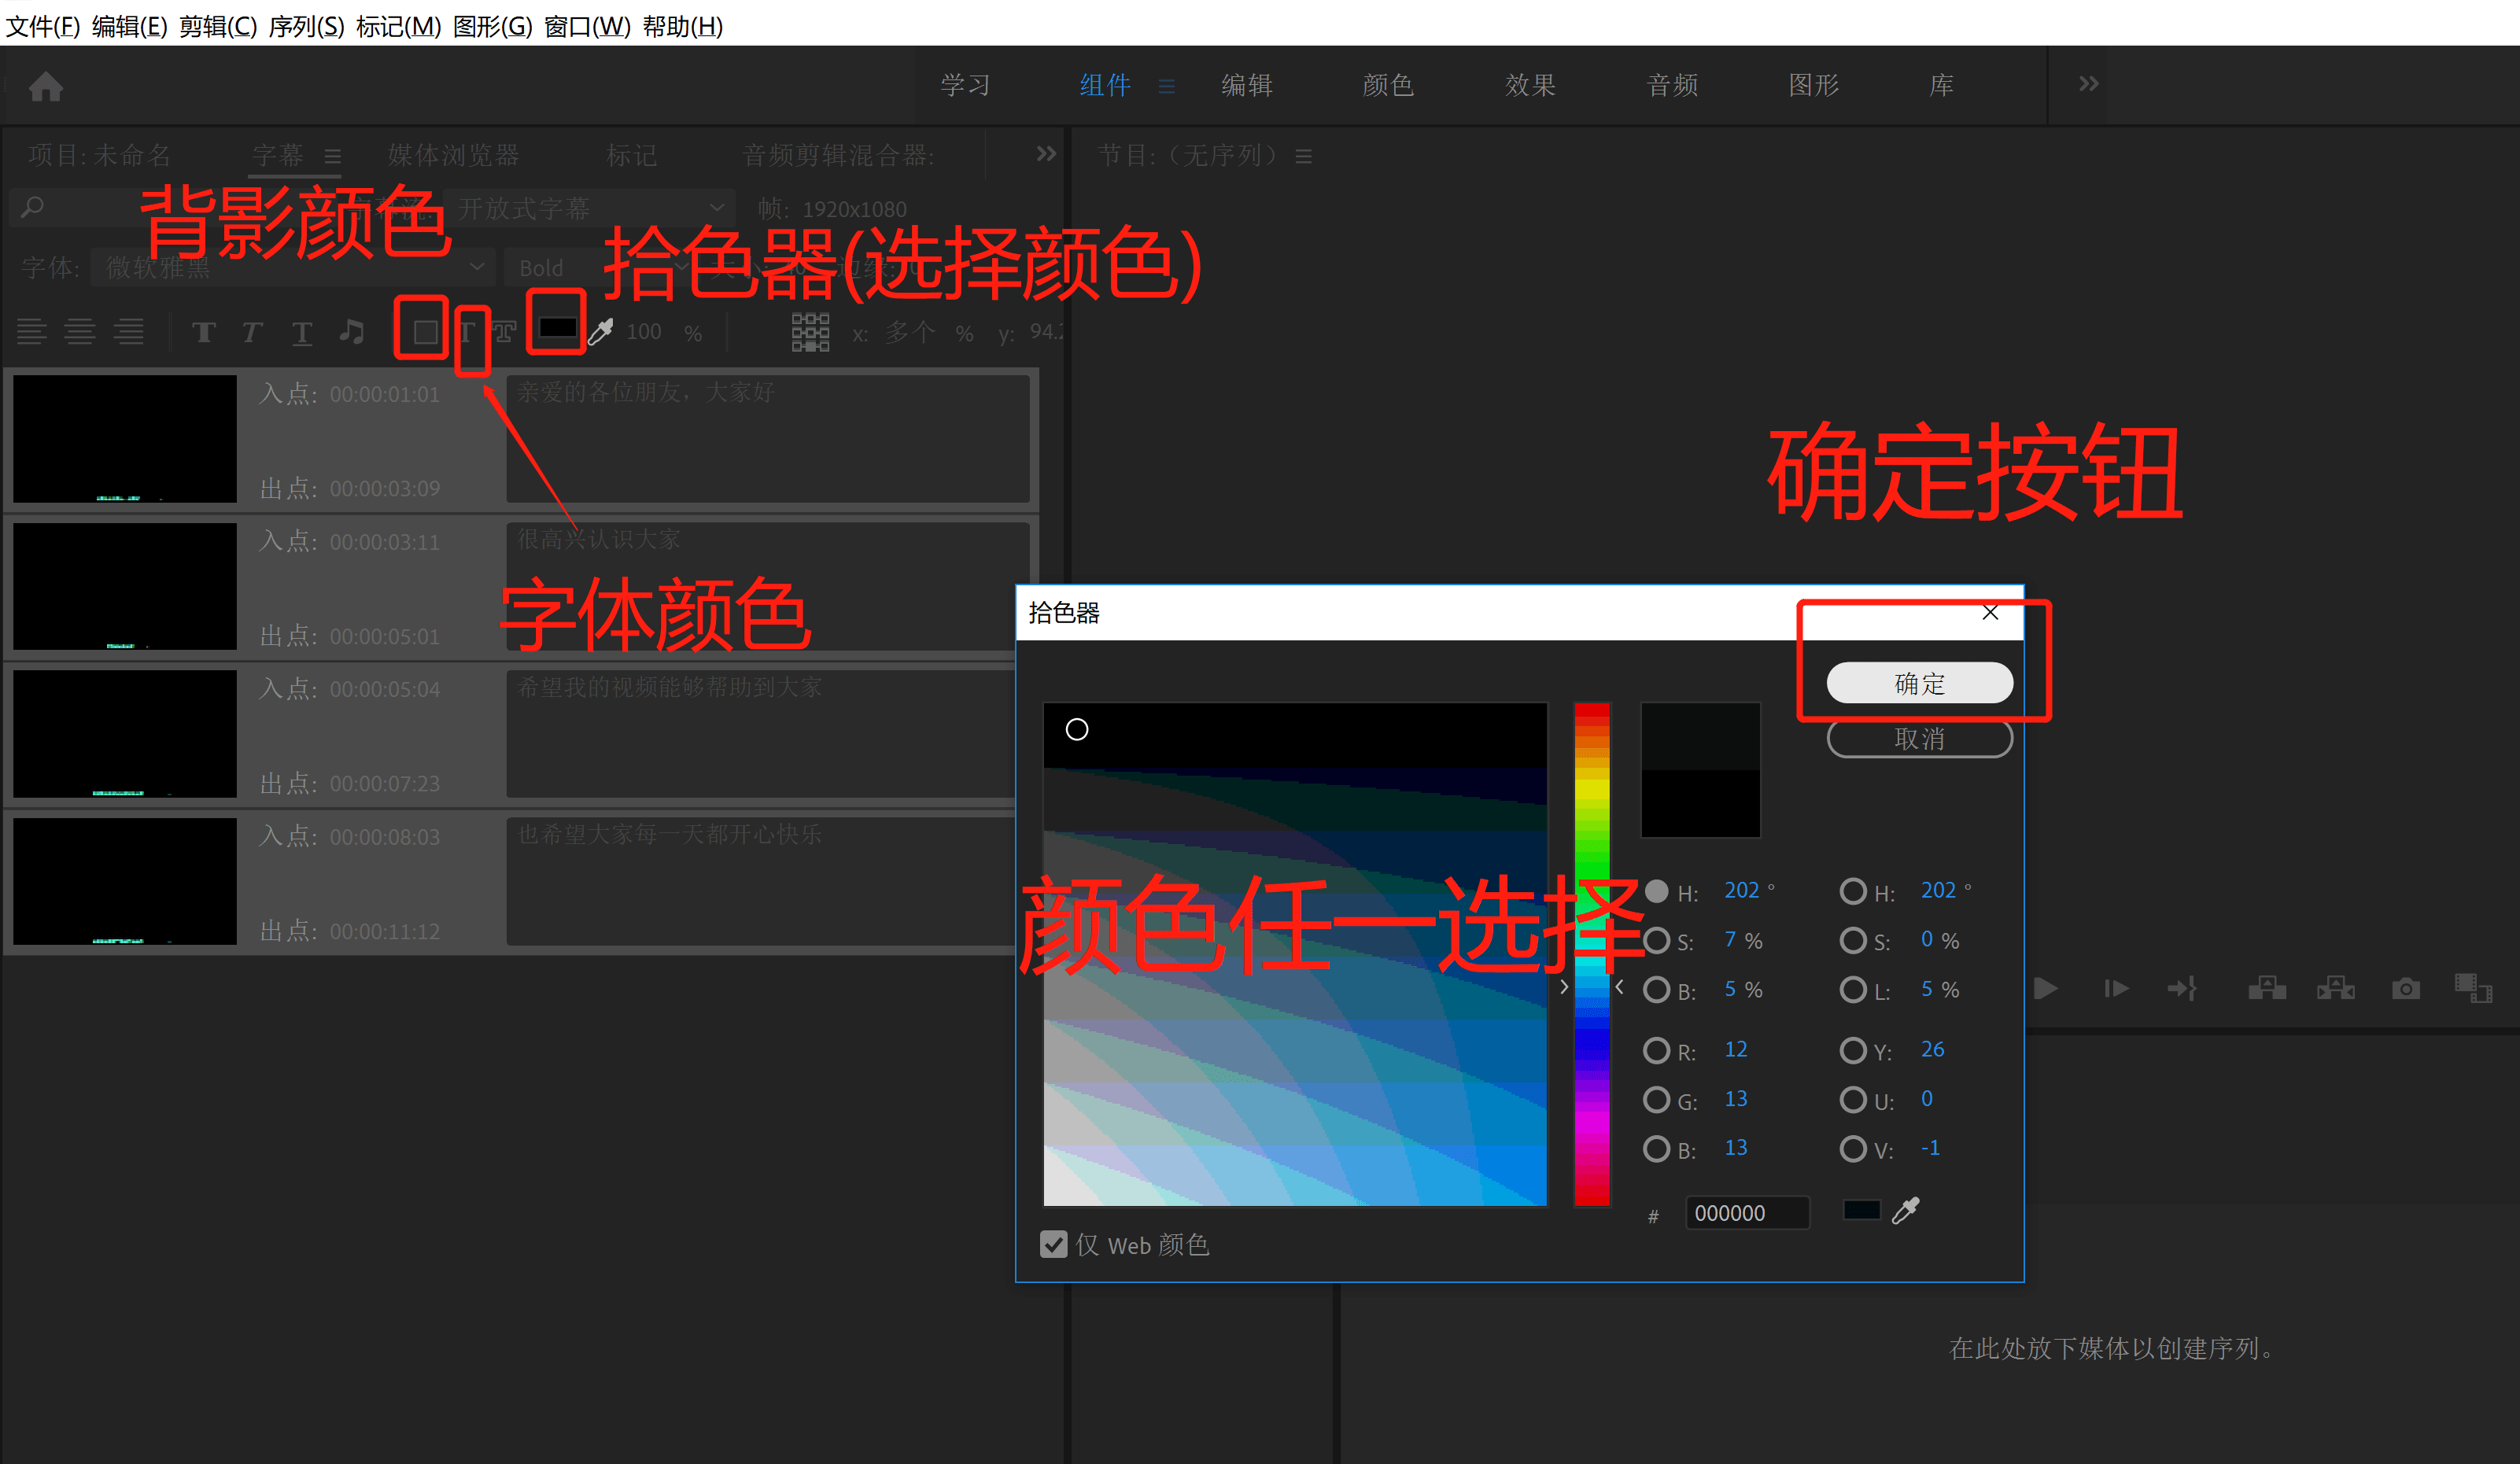 文件(F) 编辑(E) 剪辑(C) 序列(S) 标记(M) 图形(G) 窗口(W) 帮助(H)
学习 组件 编辑 颜色 效果 音频 图形 库
项目: 未命名 字幕 媒体浏览器 标记 音频剪辑混合器:
节目:（无序列）
背影颜色
开放式字幕 帧: 1920x1080
拾色器(选择颜色)
字体: 微软雅黑 Bold 边缘:
100 % x: 多个 % y: 94.2
入点: 00:00:01:01 亲爱的各位朋友，大家好
出点: 00:00:03:09
确定按钮
入点: 00:00:03:11 很高兴认识大家
出点: 00:00:05:01
字体颜色
入点: 00:00:05:04 希望我的视频能够帮助到大家
出点: 00:00:07:23
入点: 00:00:08:03 也希望大家每一天都开心快乐
出点: 00:00:11:12
拾色器
确定
取消
颜色任一选择
H: 202 ° H: 202 °
S: 7 % S: 0 %
B: 5 % L: 5 %
R: 12 Y: 26
G: 13 U: 0
B: 13 V: -1
# 000000
仅 Web 颜色
在此处放下媒体以创建序列。